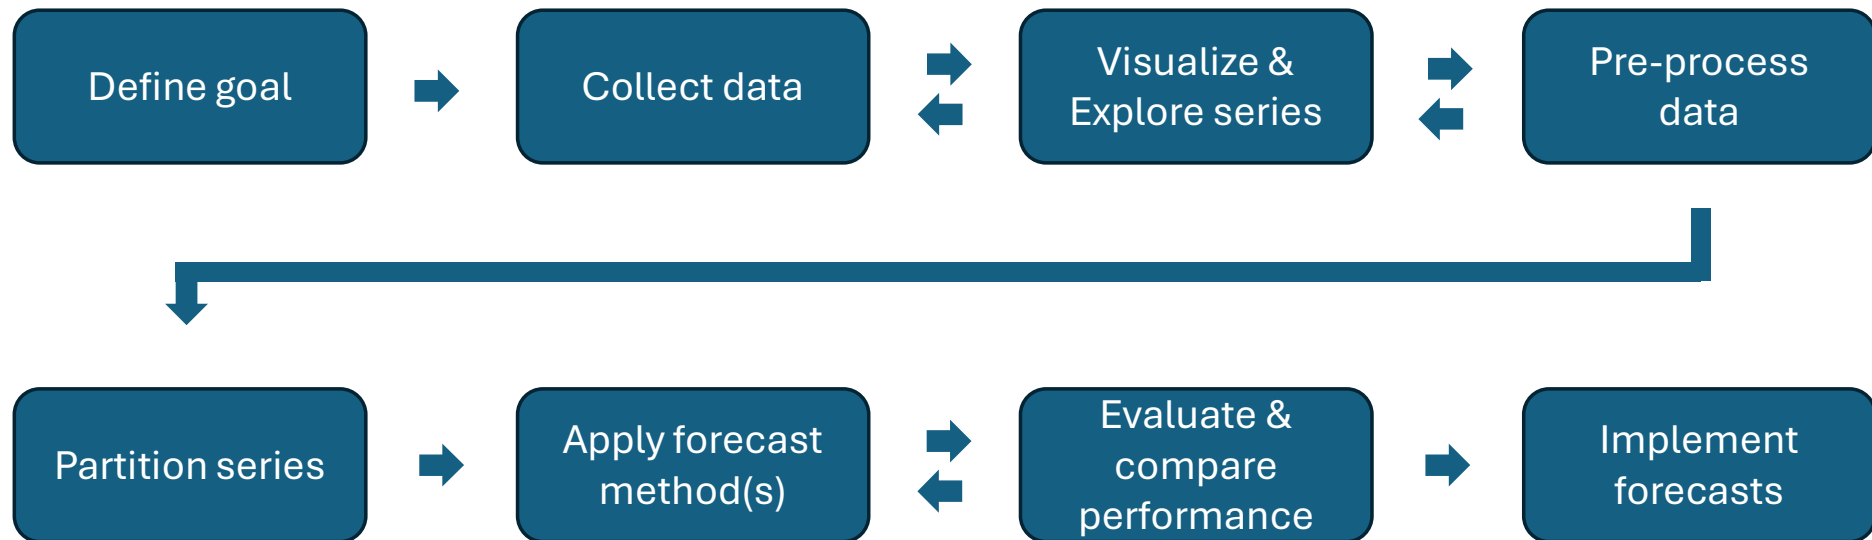 Define goal
Collect data
Visualize &
Explore series
Pre-process
data
Partition series
Apply forecast
method(s)
Evaluate &
compare
performance
Implement
forecasts